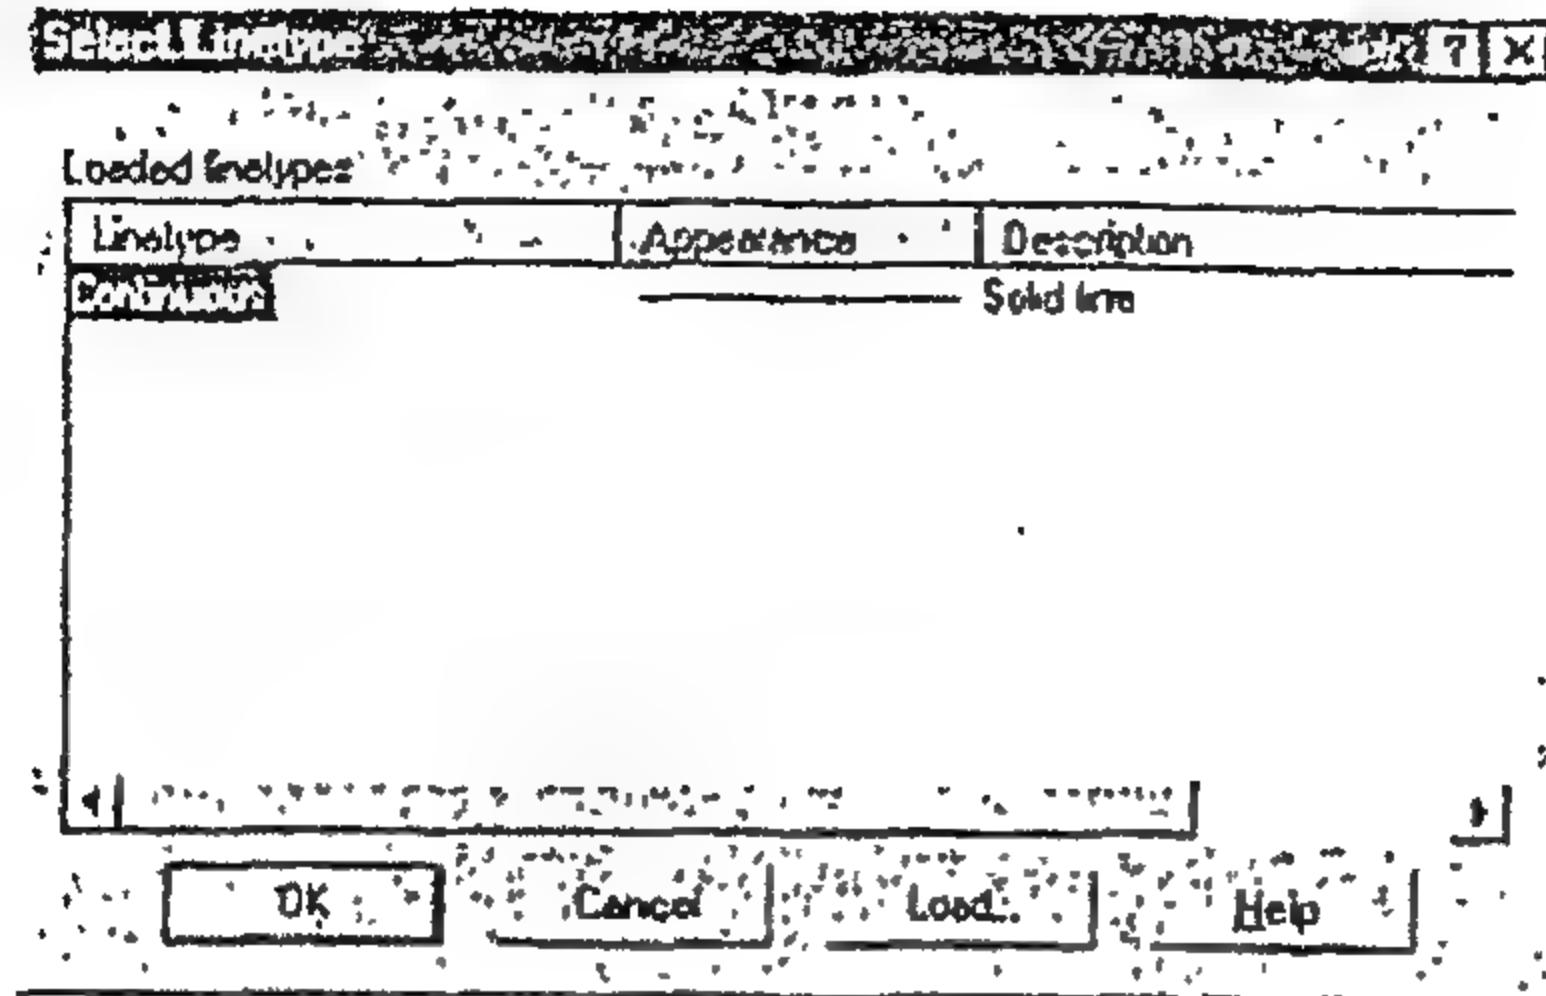 Select Linetype ? X
Loaded linetypes
Linetype Appearance Description
Continuous Solid line
OK Cancel Load... Help